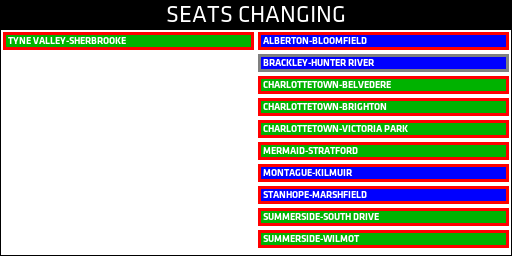 SEATS CHANGING
TYNE VALLEY-SHERBROOKE
ALBERTON-BLOOMFIELD
BRACKLEY-HUNTER RIVER
CHARLOTTETOWN-BELVEDERE
CHARLOTTETOWN-BRIGHTON
CHARLOTTETOWN-VICTORIA PARK
MERMAID-STRATFORD
MONTAGUE-KILMUIR
STANHOPE-MARSHFIELD
SUMMERSIDE-SOUTH DRIVE
SUMMERSIDE-WILMOT